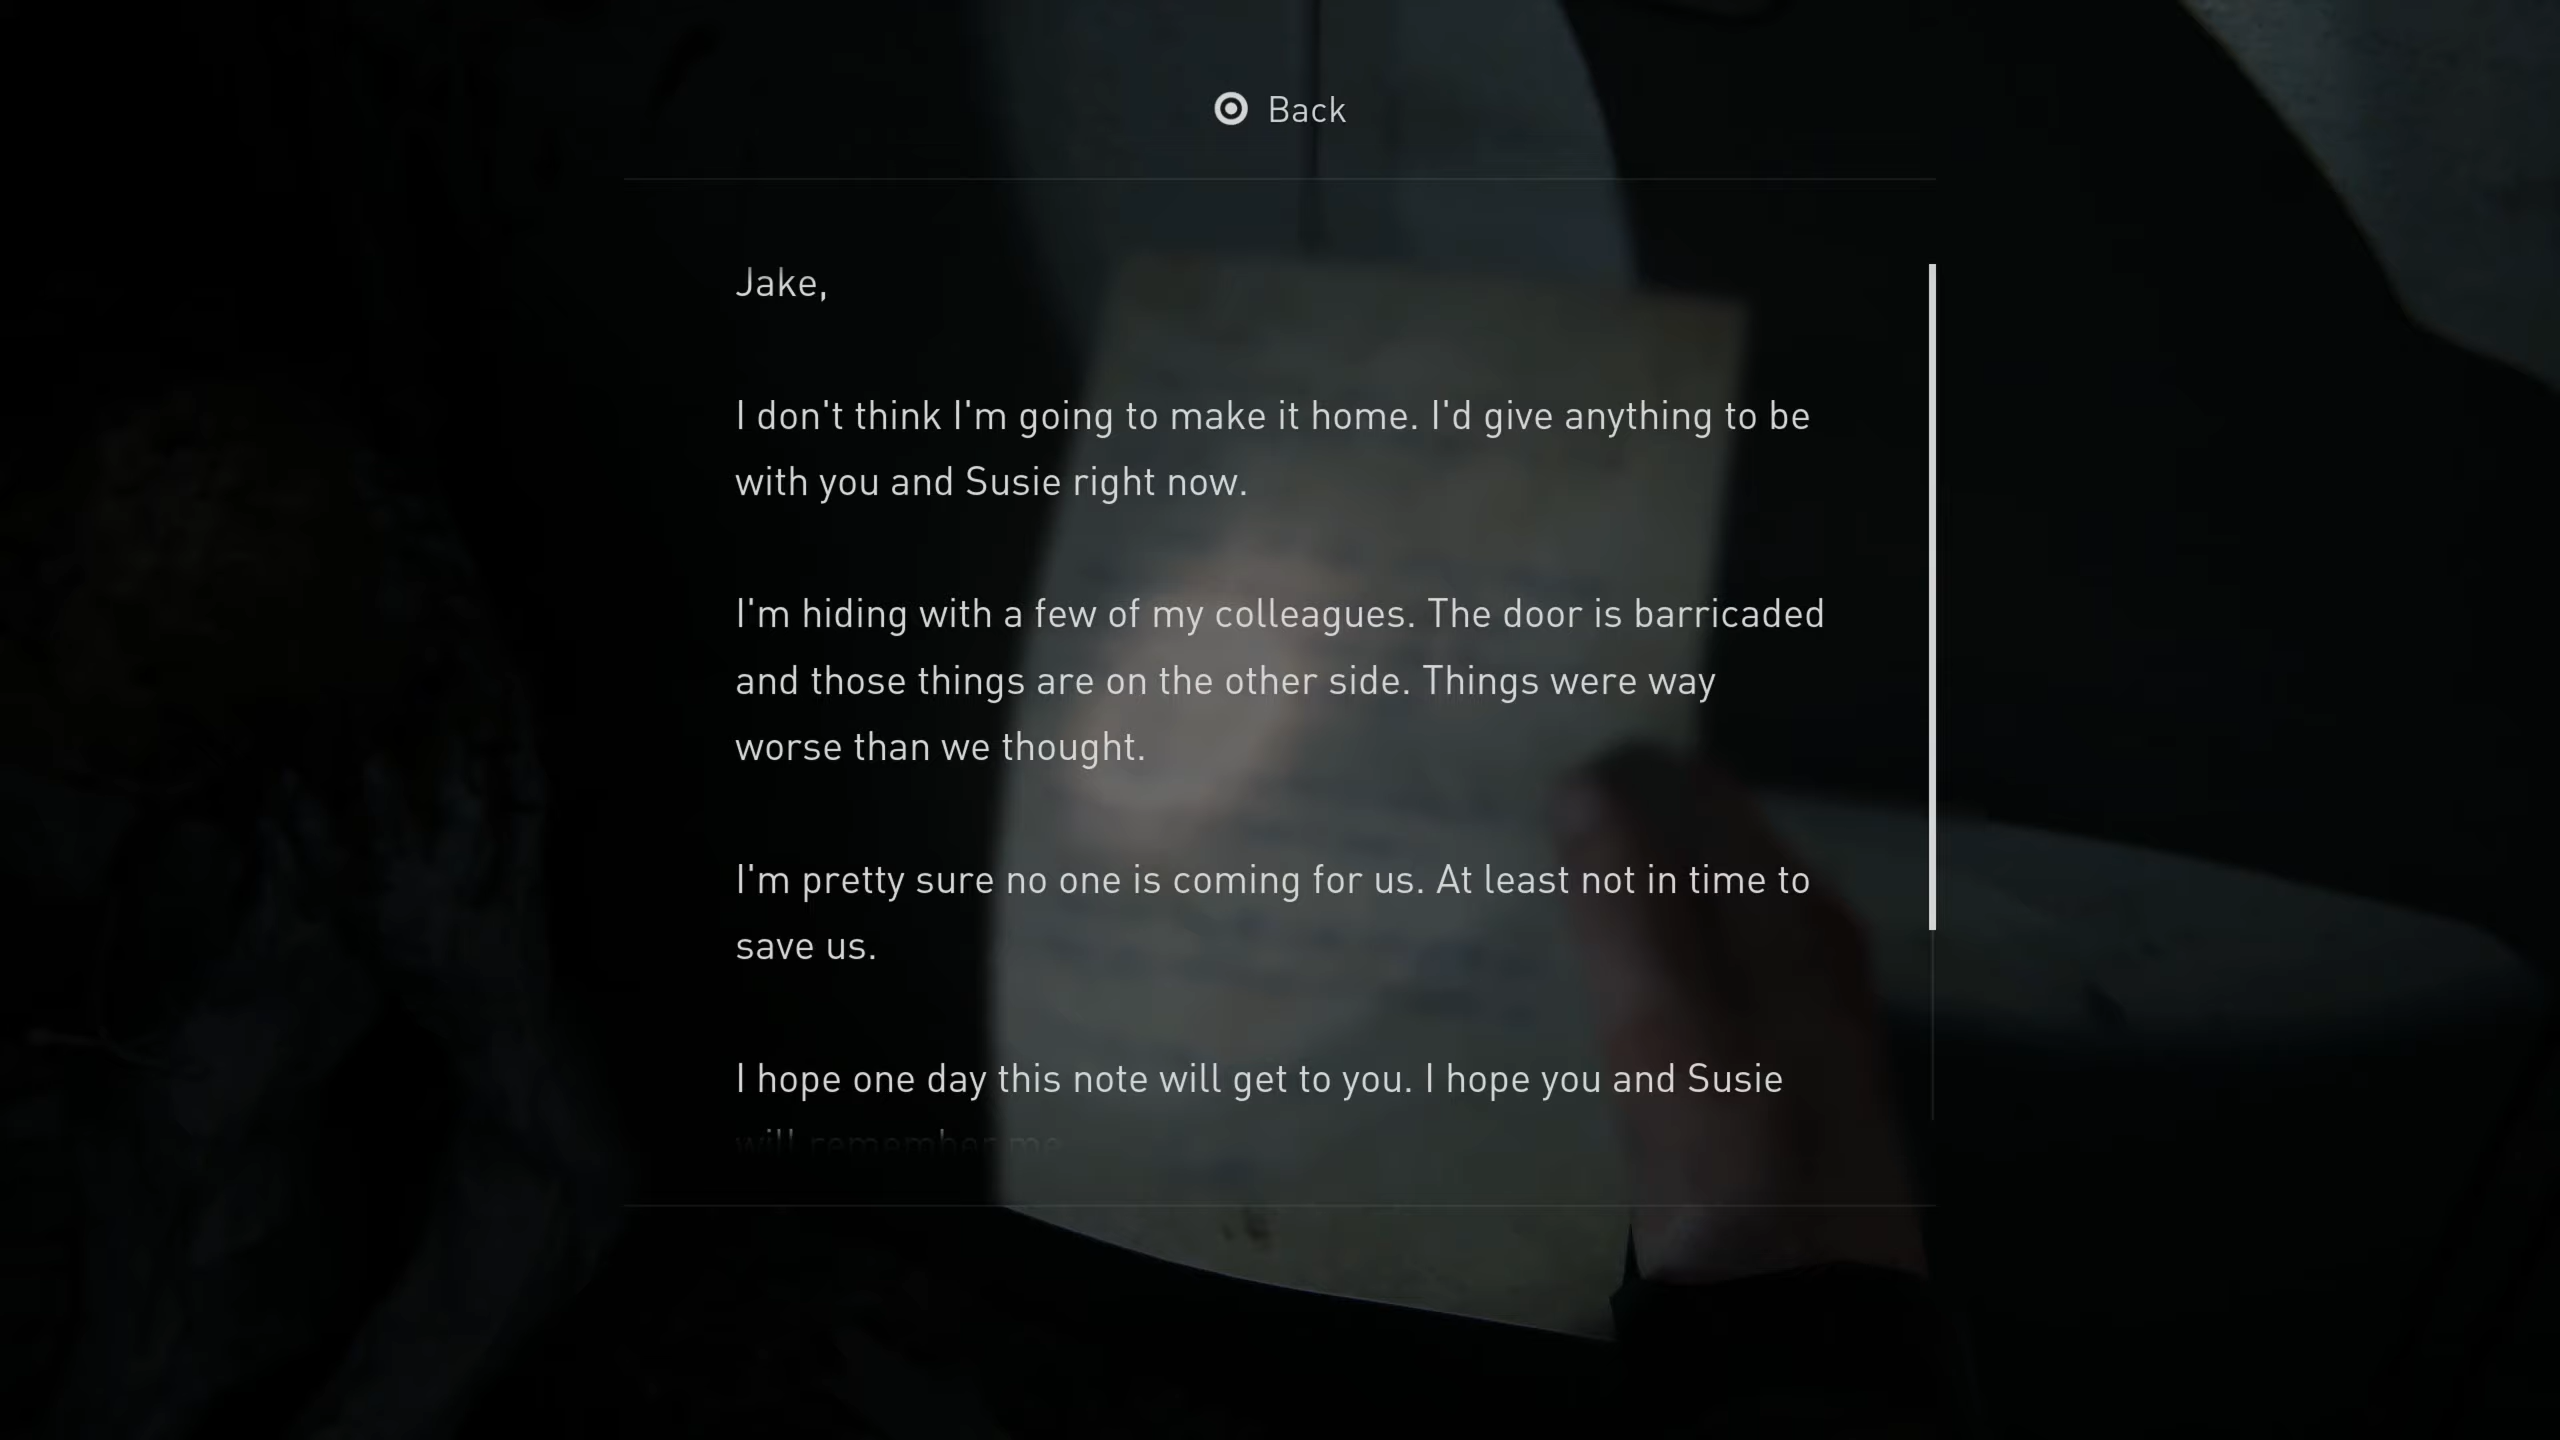 Back
Jake,
I don't think I'm going to make it home. I'd give anything to be
with you and Susie right now.
I'm hiding with a few of my colleagues. The door is barricaded
and those things are on the other side. Things were way
worse than we thought.
I'm pretty sure no one is coming for us. At least not in time to
save us.
I hope one day this note will get to you. I hope you and Susie
will remember me